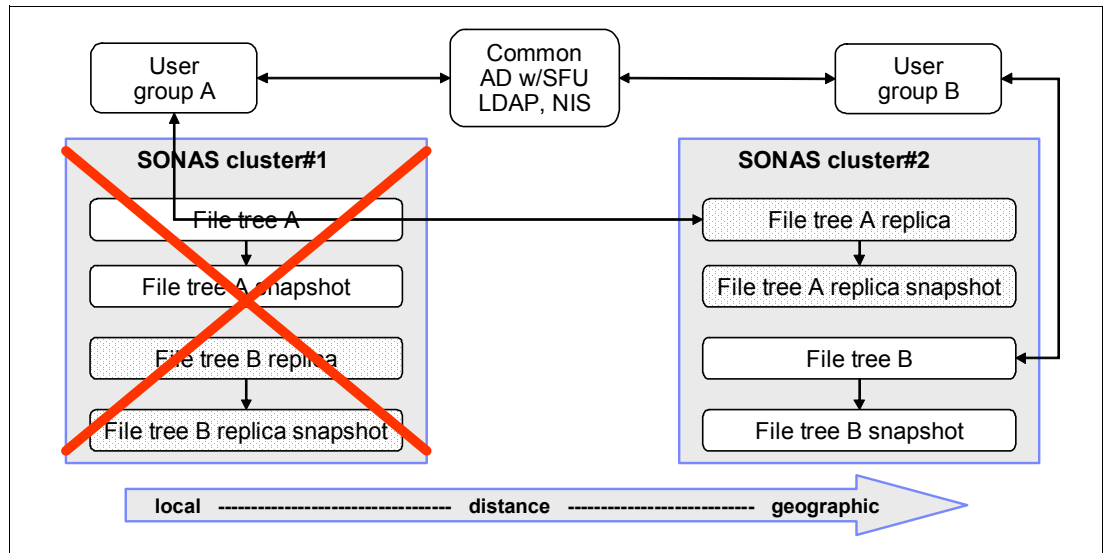 User
group A
Common
AD w/SFU
LDAP, NIS
User
group B
SONAS cluster#1
File tree A
File tree A snapshot
File tree B replica
File tree B replica snapshot
SONAS cluster#2
File tree A replica
File tree A replica snapshot
File tree B
File tree B snapshot
local ----------------------------------- distance ---------------------------- geographic